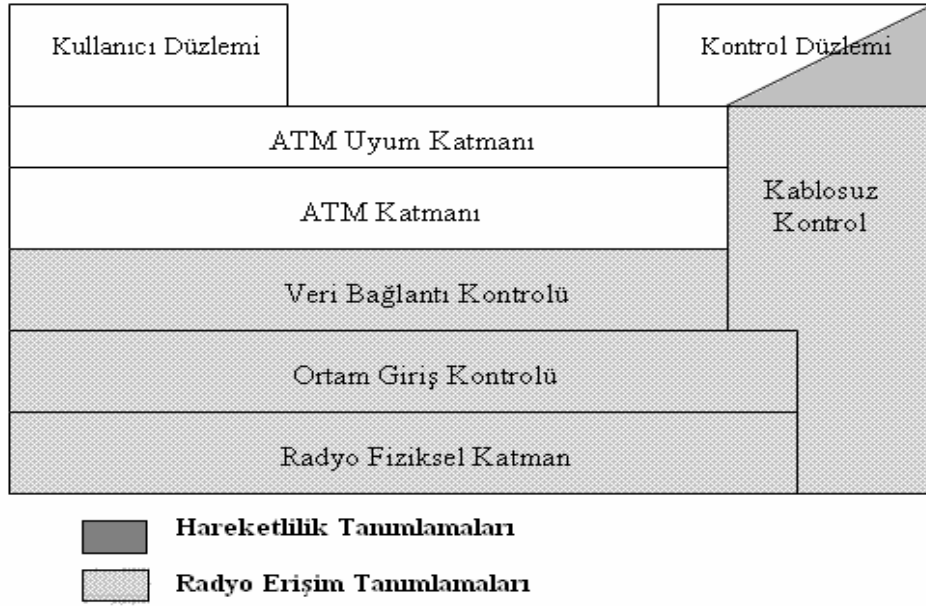 Kullanıcı Düzlemi
Kontrol Düzlemi
ATM Uyum Katmanı
ATM Katmanı
Kablosuz
Kontrol
Veri Bağlantı Kontrolü
Ortam Giriş Kontrolü
Radyo Fiziksel Katman
Hareketlilik Tanımlamaları
Radyo Erişim Tanımlamaları